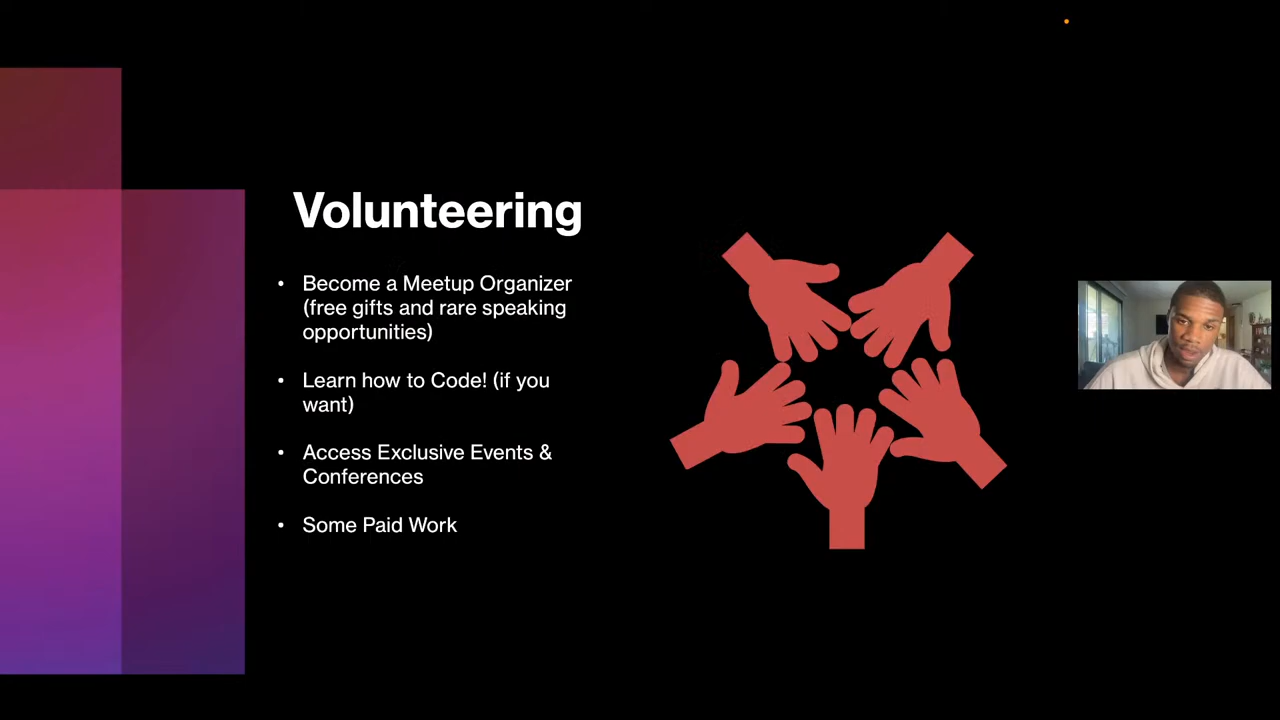 Volunteering
• Become a Meetup Organizer
(free gifts and rare speaking
opportunities)
• Learn how to Code! (if you
want)
• Access Exclusive Events &
Conferences
• Some Paid Work